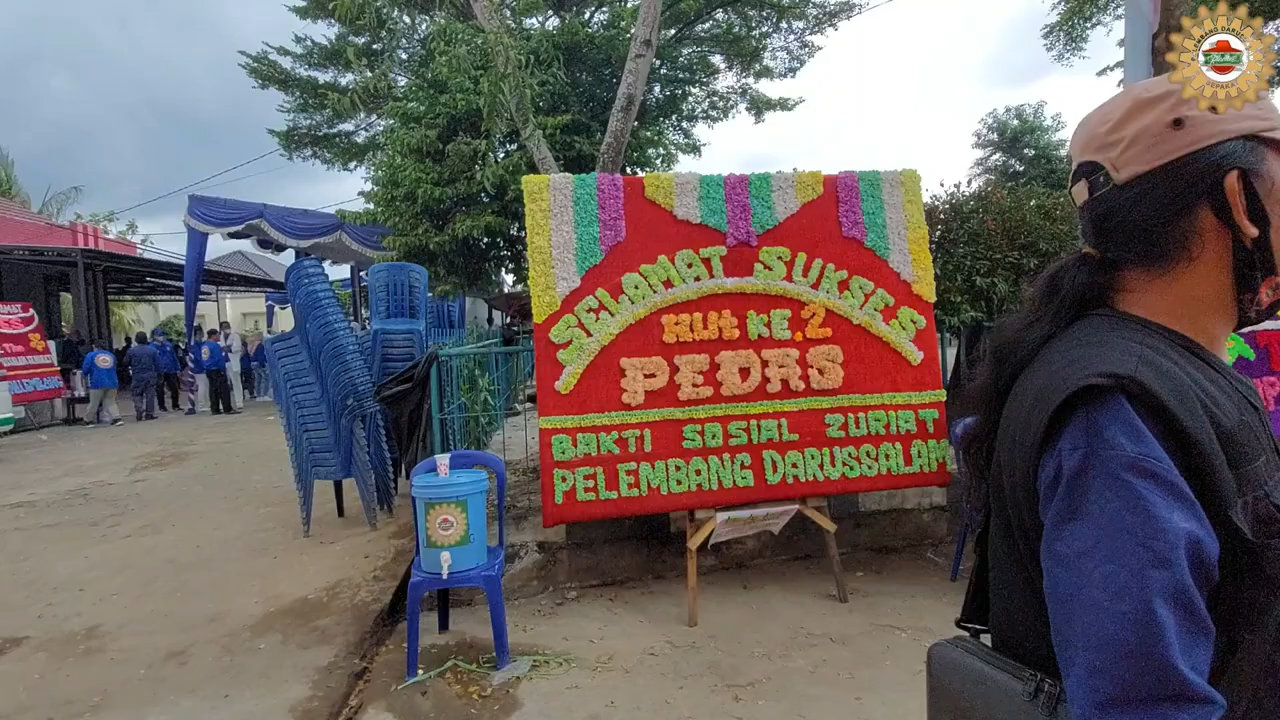 SELAMAT SUKSES
HUT KE.2
PEDAS
BAKTI SOSIAL ZURIAT
PELEMBANG DARUSSALAM